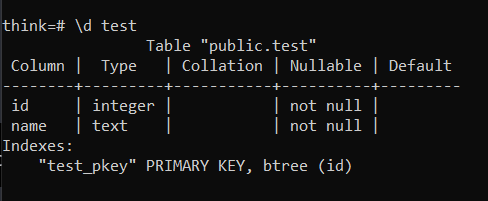 think=# \d test
Table "public.test"
Column | Type | Collation | Nullable | Default
--------+---------+-----------+----------+---------
id | integer | | not null |
name | text | | not null |
Indexes:
"test_pkey" PRIMARY KEY, btree (id)